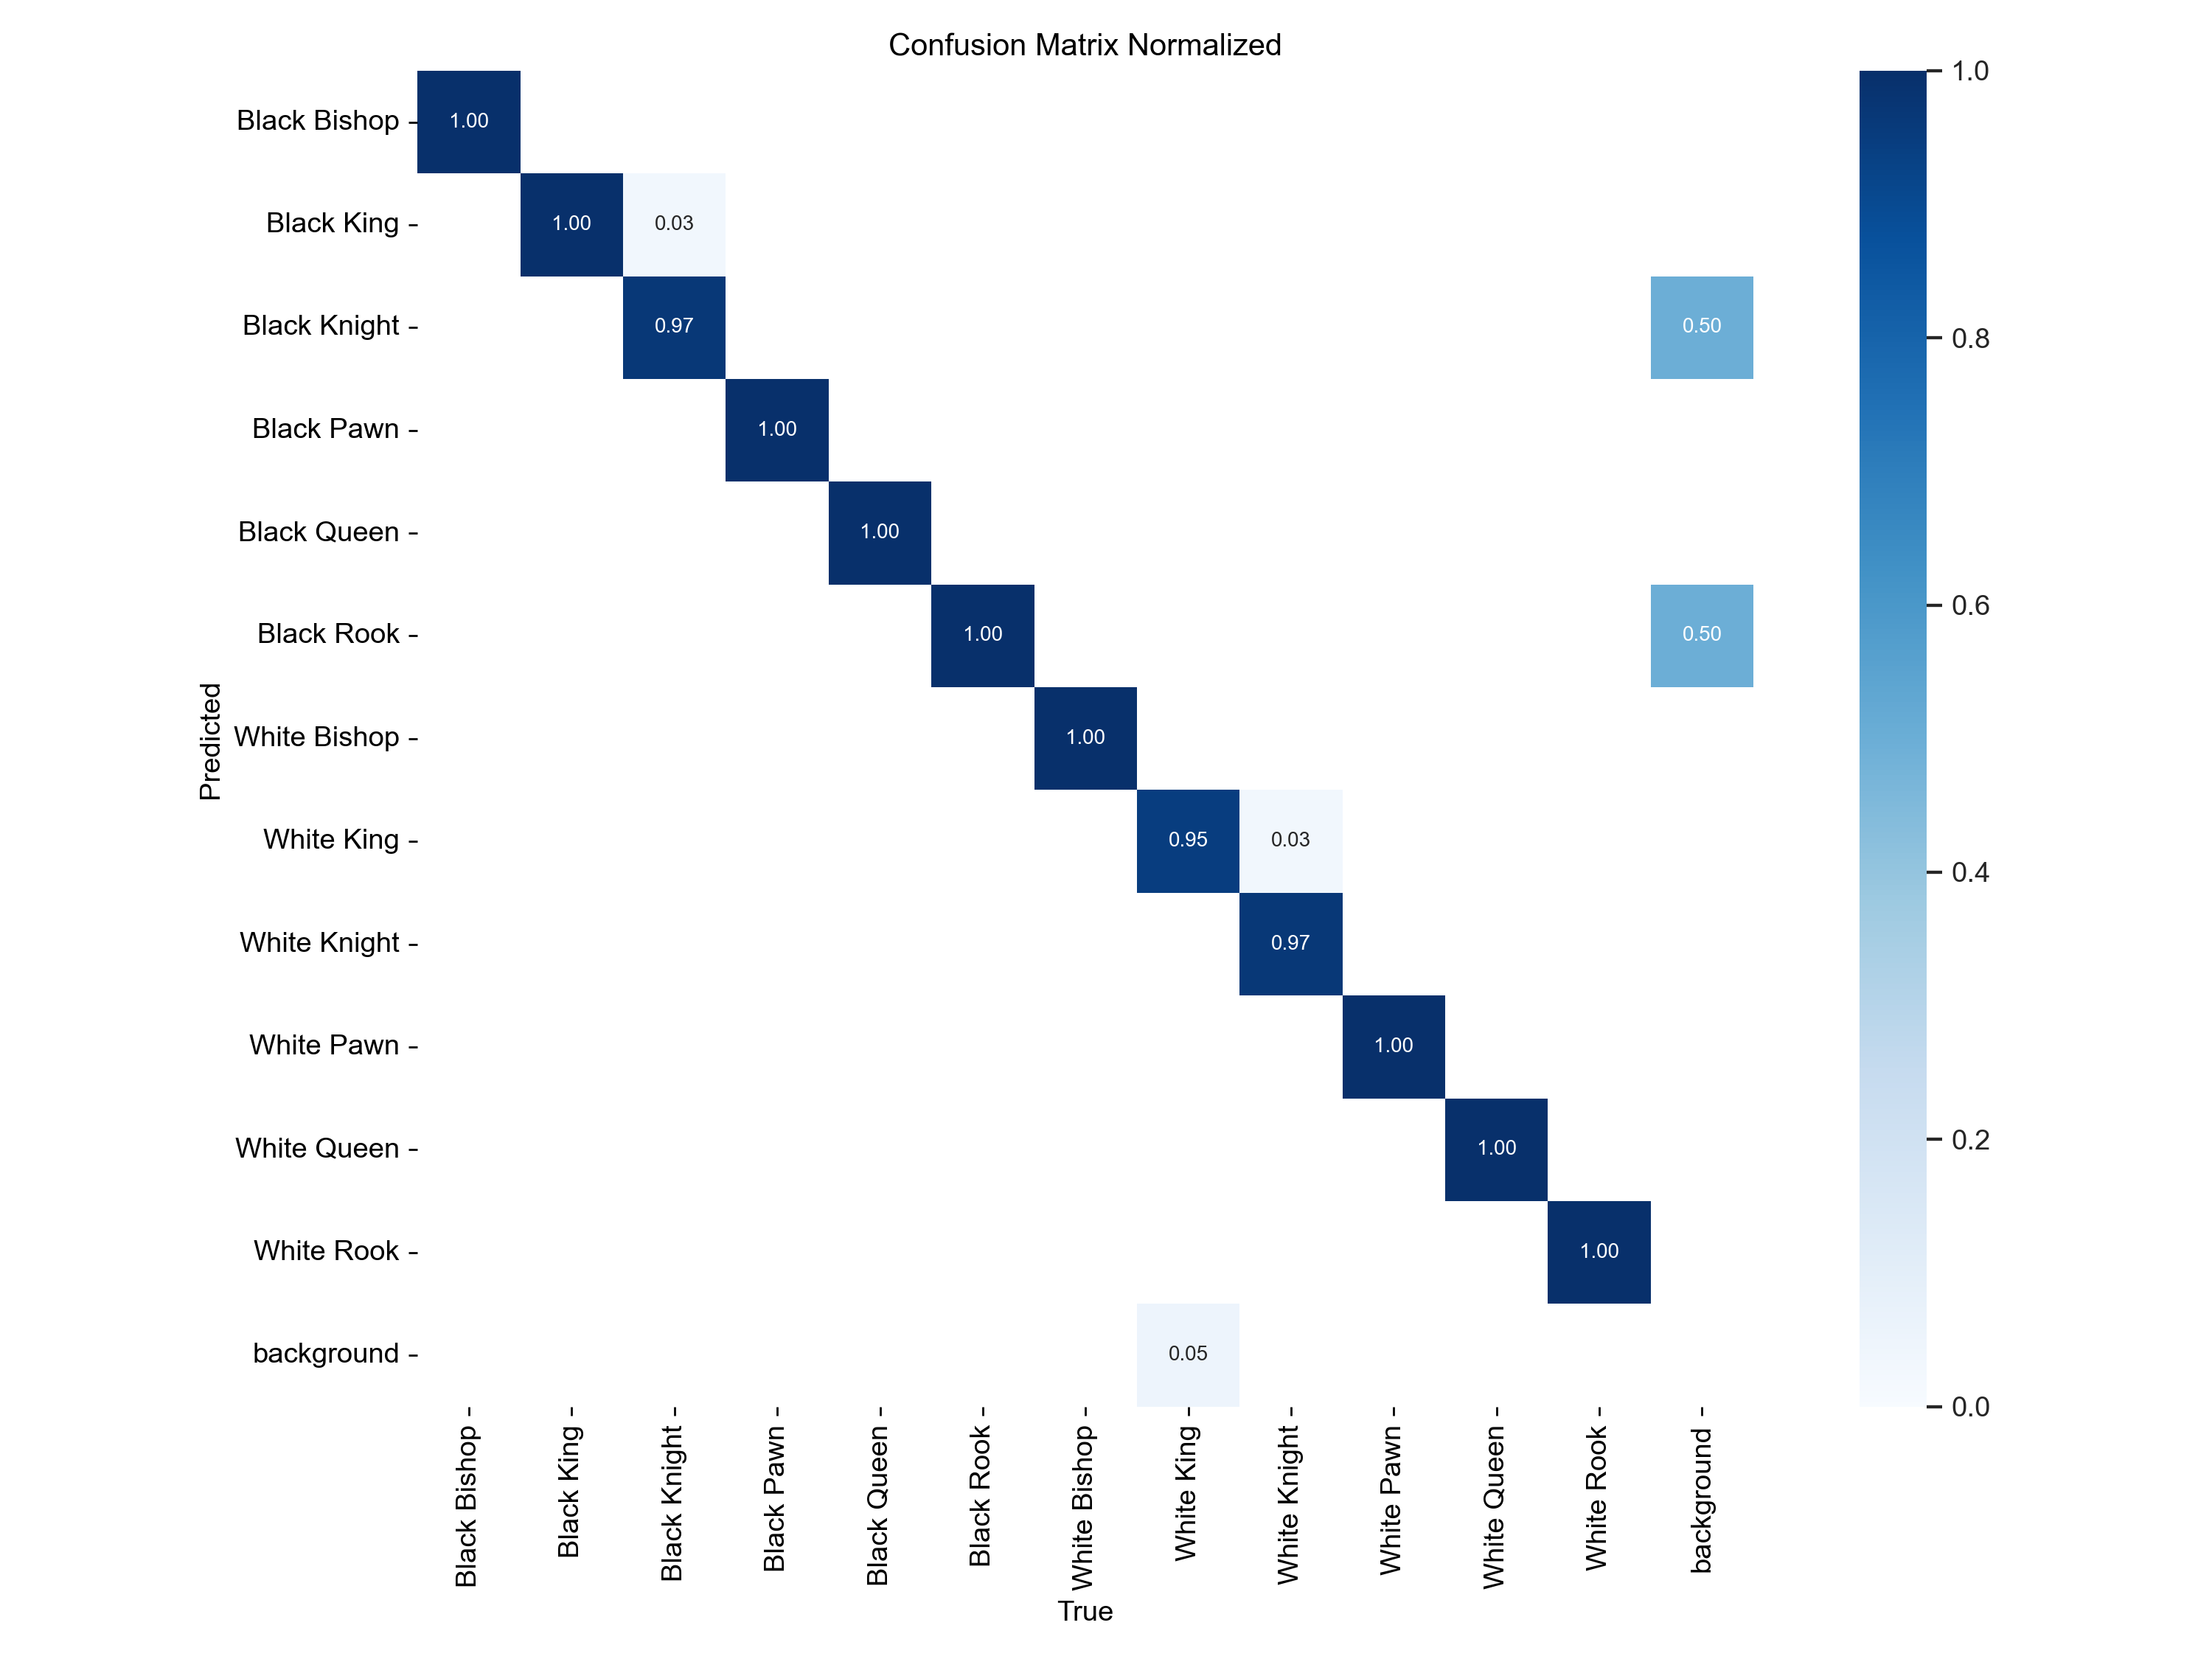 Confusion Matrix Normalized
Black Bishop
1.00
Black King
1.00 0.03
Black Knight
0.97 0.50
Black Pawn
1.00
Black Queen
1.00
Black Rook
1.00 0.50
White Bishop
1.00
White King
0.95 0.03
White Knight
0.97
White Pawn
1.00
White Queen
1.00
White Rook
1.00
background
0.05
Predicted
Black Bishop
Black King
Black Knight
Black Pawn
Black Queen
Black Rook
White Bishop
White King
White Knight
White Pawn
White Queen
White Rook
background
True
1.0
0.8
0.6
0.4
0.2
0.0